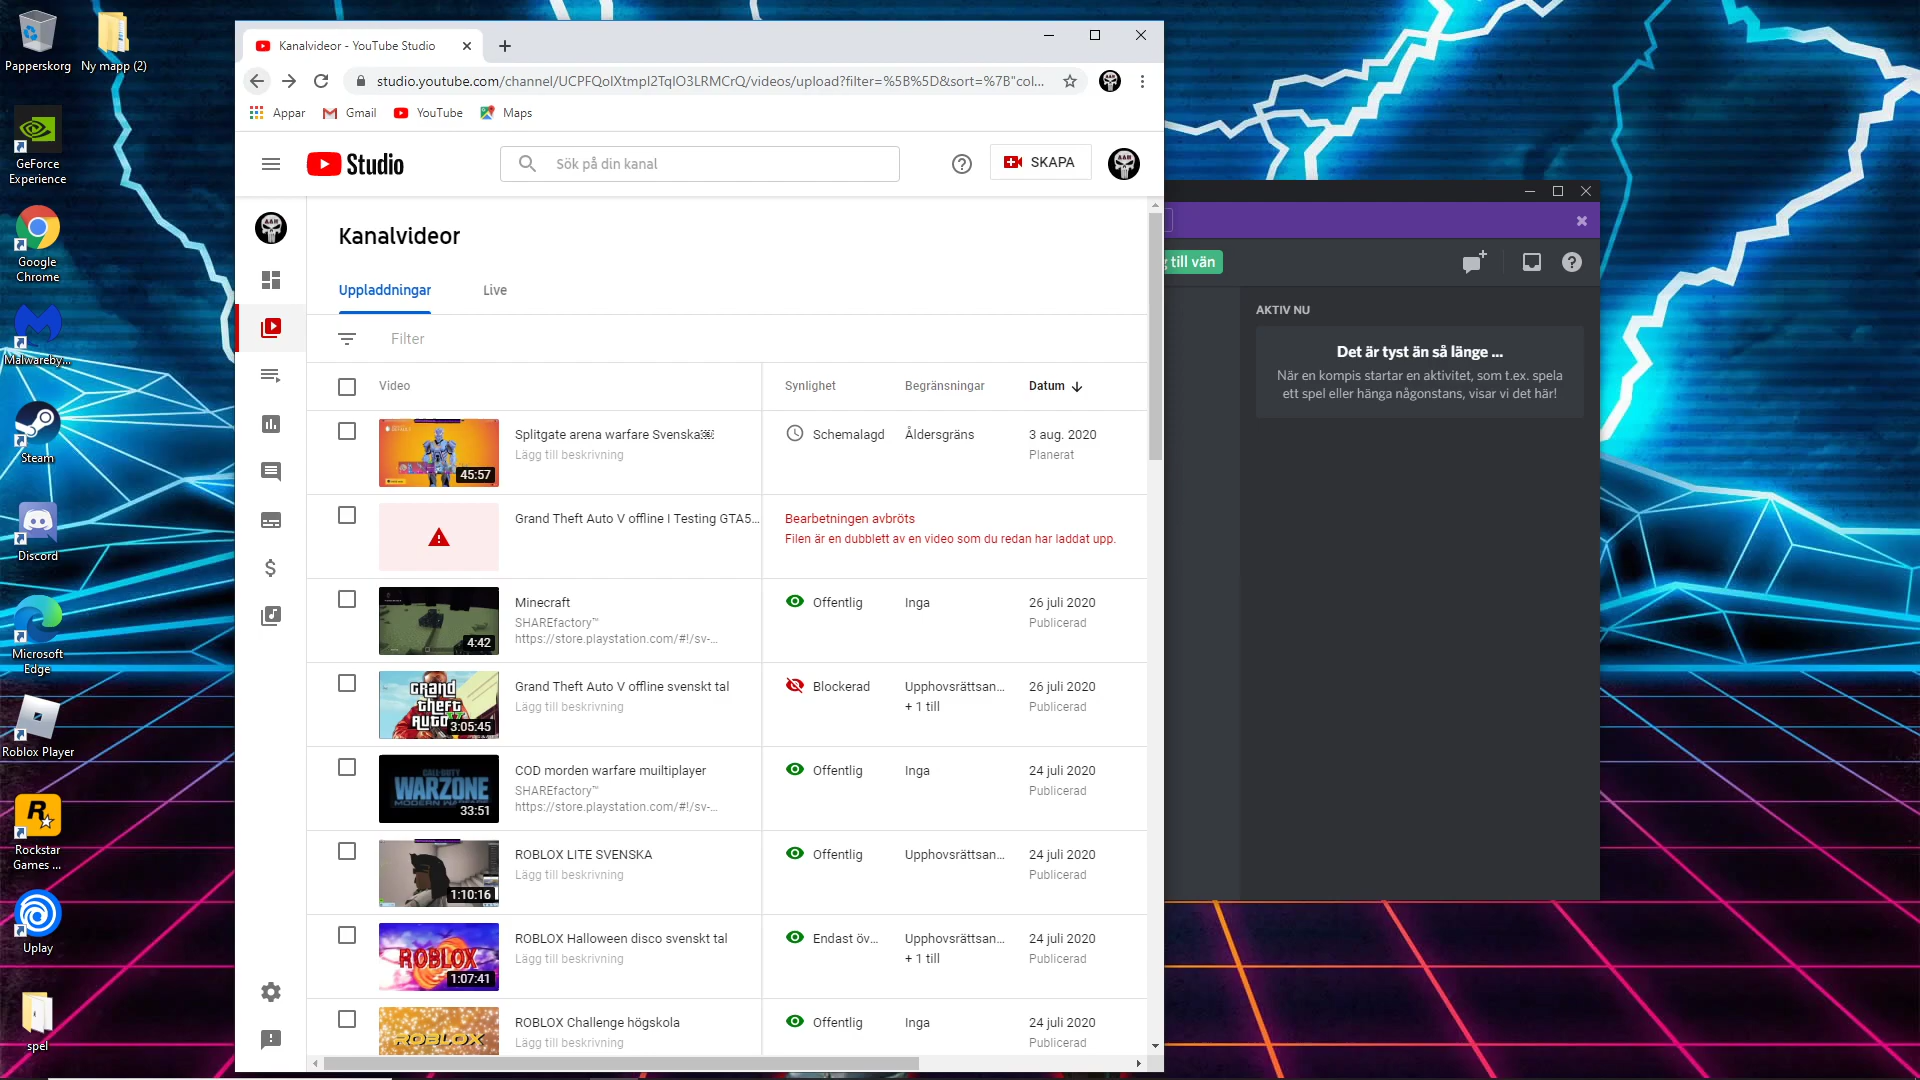 Papperskorg
Ny mapp (2)
GeForce
Experience
Google
Chrome
Malwareby...
Steam
Discord
Microsoft
Edge
Roblox Player
Rockstar
Games ...
Uplay
spel
Kanalvideor - YouTube Studio
studio.youtube.com/channel/UCPFQolXtmpI2TqlO3LRMCrQ/videos/upload?filter=%5B%5D&sort=%7B"col...
Appar
Gmail
YouTube
Maps
Studio
Sök på din kanal
SKAPA
Kanalvideor
Uppladdningar
Live
Filter
Video
Synlighet
Begränsningar
Datum
45:57
Splitgate arena warfare Svenska
Lägg till beskrivning
Schemalagd
Åldersgräns
3 aug. 2020
Planerat
Grand Theft Auto V offline I Testing GTA5...
Bearbetningen avbröts
Filen är en dubblett av en video som du redan har laddat upp.
4:42
Minecraft
SHAREfactory™
https://store.playstation.com/#!/sv-...
Offentlig
Inga
26 juli 2020
Publicerad
grand
theft
auto
3:05:45
Grand Theft Auto V offline svenskt tal
Lägg till beskrivning
Blockerad
Upphovsrättsan...
+ 1 till
26 juli 2020
Publicerad
CALL OF DUTY
WARZONE
MODERN WARFARE
33:51
COD morden warfare muiltiplayer
SHAREfactory™
https://store.playstation.com/#!/sv-...
Offentlig
Inga
24 juli 2020
Publicerad
1:10:16
ROBLOX LITE SVENSKA
Lägg till beskrivning
Offentlig
Upphovsrättsan...
24 juli 2020
Publicerad
ROBLOX
1:07:41
ROBLOX Halloween disco svenskt tal
Lägg till beskrivning
Endast öv...
Upphovsrättsan...
+ 1 till
24 juli 2020
Publicerad
ROBLOX
ROBLOX Challenge högskola
Lägg till beskrivning
Offentlig
Inga
24 juli 2020
Publicerad
till vän
AKTIV NU
Det är tyst än så länge ...
När en kompis startar en aktivitet, som t.ex. spela
ett spel eller hänga någonstans, visar vi det här!